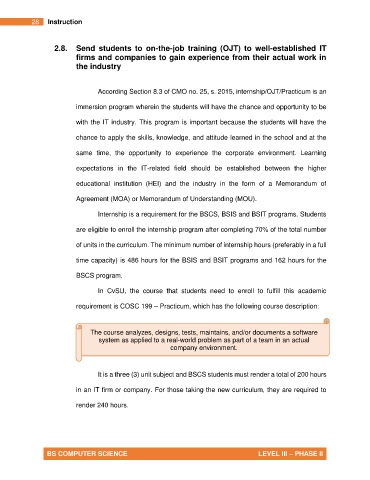 28 Instruction
2.8. Send students to on-the-job training (OJT) to well-established IT
firms and companies to gain experience from their actual work in
the industry
According Section 8.3 of CMO no. 25, s. 2015, internship/OJT/Practicum is an
immersion program wherein the students will have the chance and opportunity to be
with the IT industry. This program is important because the students will have the
chance to apply the skills, knowledge, and attitude learned in the school and at the
same time, the opportunity to experience the corporate environment. Learning
expectations in the IT-related field should be established between the higher
educational institution (HEI) and the industry in the form of a Memorandum of
Agreement (MOA) or Memorandum of Understanding (MOU).
Internship is a requirement for the BSCS, BSIS and BSIT programs. Students
are eligible to enroll the internship program after completing 70% of the total number
of units in the curriculum. The minimum number of internship hours (preferably in a full
time capacity) is 486 hours for the BSIS and BSIT programs and 162 hours for the
BSCS program.
In CvSU, the course that students need to enroll to fulfill this academic
requirement is COSC 199 – Practicum, which has the following course description:
The course analyzes, designs, tests, maintains, and/or documents a software
system as applied to a real-world problem as part of a team in an actual
company environment.
It is a three (3) unit subject and BSCS students must render a total of 200 hours
in an IT firm or company. For those taking the new curriculum, they are required to
render 240 hours.
BS COMPUTER SCIENCE LEVEL III – PHASE II